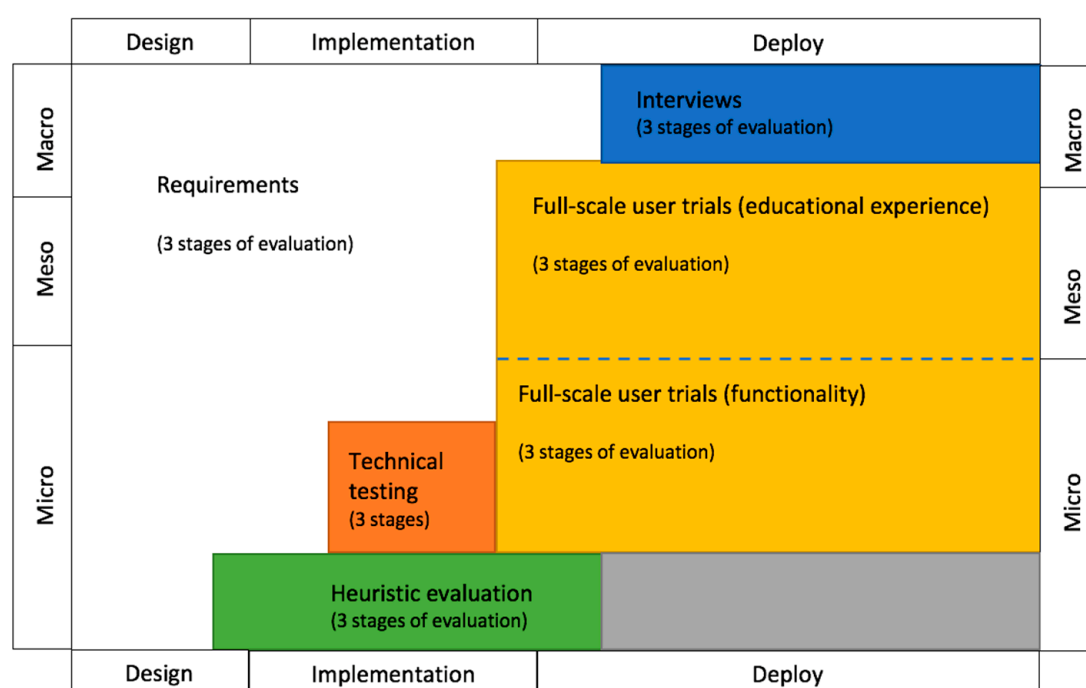 Design Implementation Deploy
Macro
Meso
Micro
Requirements
(3 stages of evaluation)
Interviews
(3 stages of evaluation)
Full-scale user trials (educational experience)
(3 stages of evaluation)
Full-scale user trials (functionality)
(3 stages of evaluation)
Technical
testing
(3 stages)
Heuristic evaluation
(3 stages of evaluation)
Macro
Meso
Micro
Design Implementation Deploy